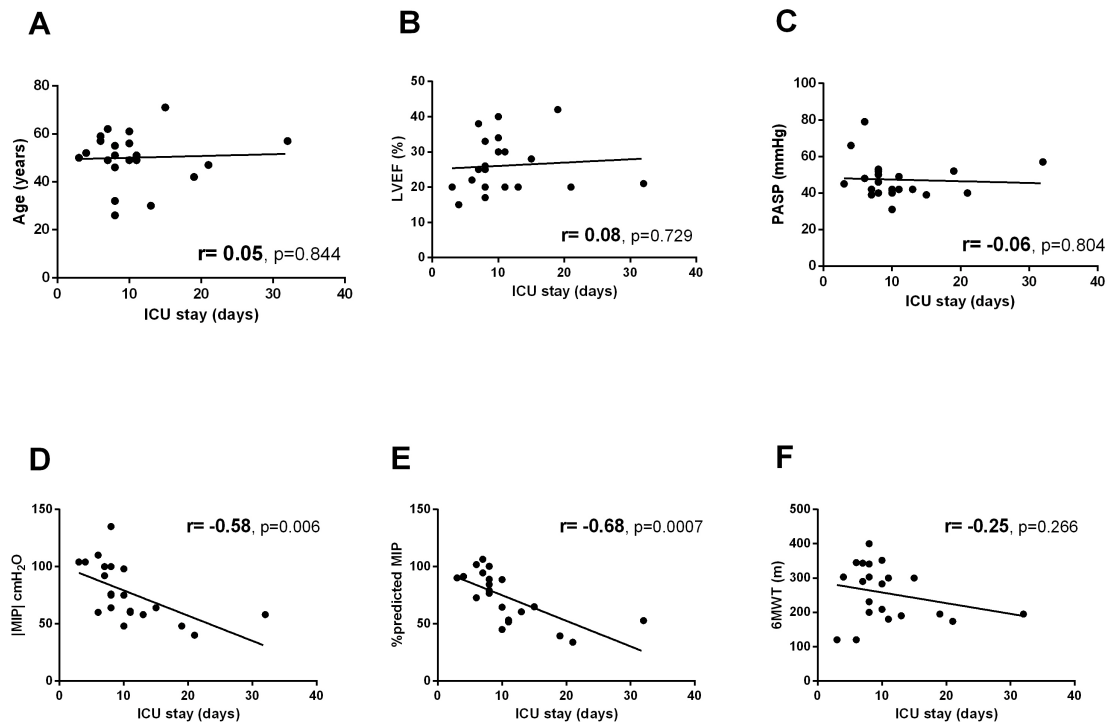 A
80
60
40
20
0
Age (years)
r= 0.05, p=0.844
0 10 20 30 40
ICU stay (days)
B
50
40
30
20
10
0
LVEF (%)
r= 0.08, p=0.729
0 10 20 30 40
ICU stay (days)
C
100
80
60
40
20
0
PASP (mmHg)
r= -0.06, p=0.804
0 10 20 30 40
ICU stay (days)
D
150
100
50
0
|MIP| cmH₂O
r= -0.58, p=0.006
0 10 20 30 40
ICU stay (days)
E
150
100
50
0
%predicted MIP
r= -0.68, p=0.0007
0 10 20 30 40
ICU stay (days)
F
500
400
300
200
100
0
6MWT (m)
r= -0.25, p=0.266
0 10 20 30 40
ICU stay (days)